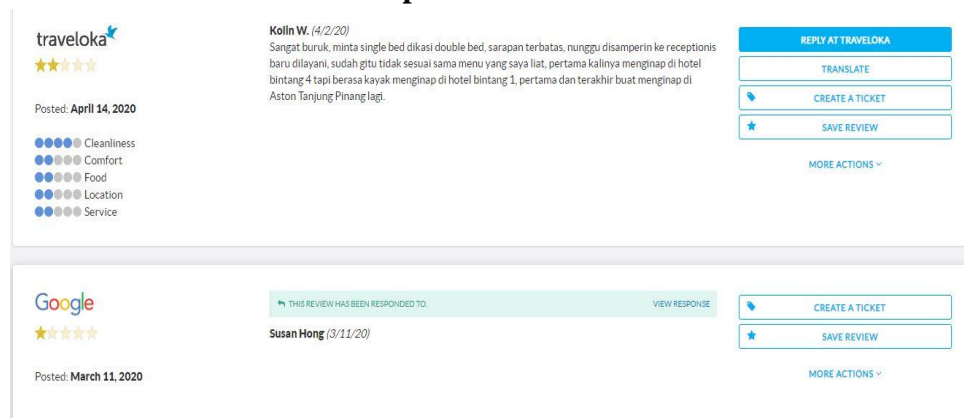 traveloka
Posted: April 14, 2020
Cleanliness
Comfort
Food
Location
Service
Kolin W. (4/2/20)
Sangat buruk, minta single bed dikasi double bed, sarapan terbatas, nunggu disamperin ke receptionis
baru dilayani, sudah gitu tidak sesuai sama menu yang saya liat, pertama kalinya menginap di hotel
bintang 4 tapi berasa kayak menginap di hotel bintang 1, pertama dan terakhir buat menginap di
Aston Tanjung Pinang lagi.
REPLY AT TRAVELOKA
TRANSLATE
CREATE A TICKET
SAVE REVIEW
MORE ACTIONS
Google
Posted: March 11, 2020
THIS REVIEW HAS BEEN RESPONDED TO. VIEW RESPONSE
Susan Hong (3/11/20)
CREATE A TICKET
SAVE REVIEW
MORE ACTIONS